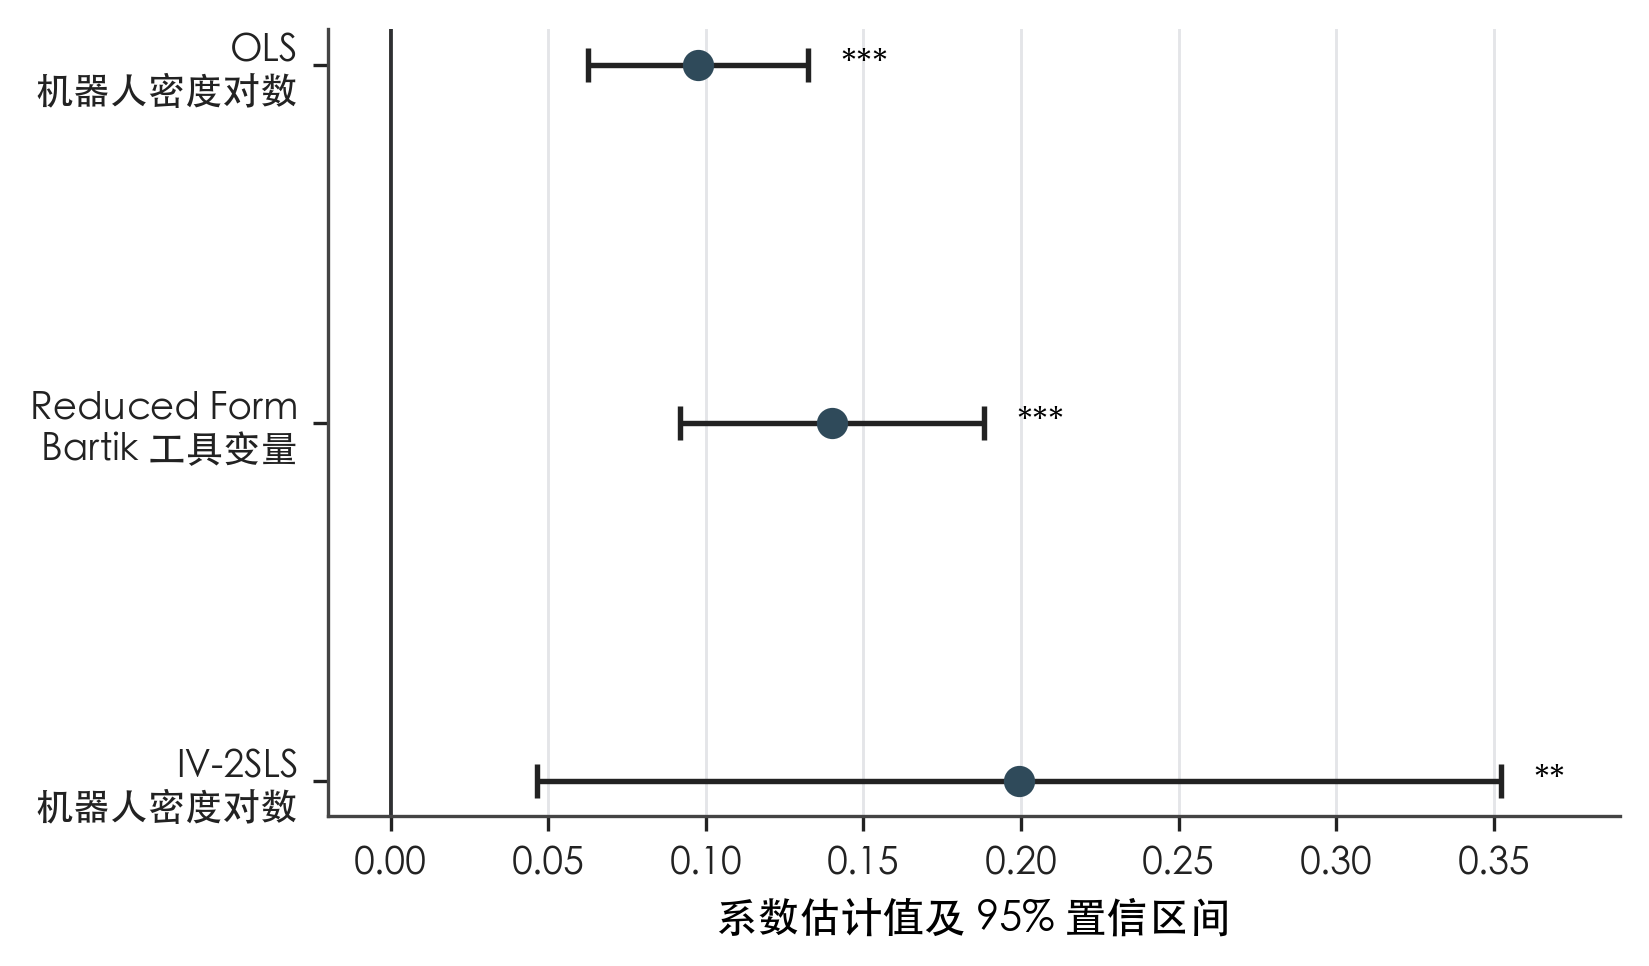 OLS
机器人密度对数
***
Reduced Form
Bartik 工具变量
***
IV-2SLS
机器人密度对数
**
0.00 0.05 0.10 0.15 0.20 0.25 0.30 0.35
系数估计值及 95% 置信区间